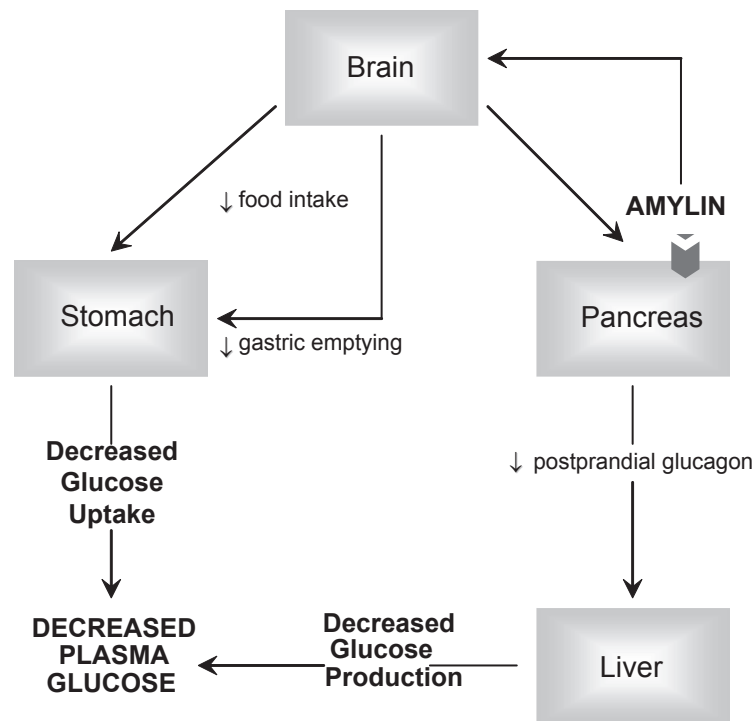 Brain
↓ food intake
AMYLIN
Stomach
Pancreas
↓ gastric emptying
Decreased
Glucose
Uptake
↓ postprandial glucagon
DECREASED
PLASMA
GLUCOSE
Decreased
Glucose
Production
Liver